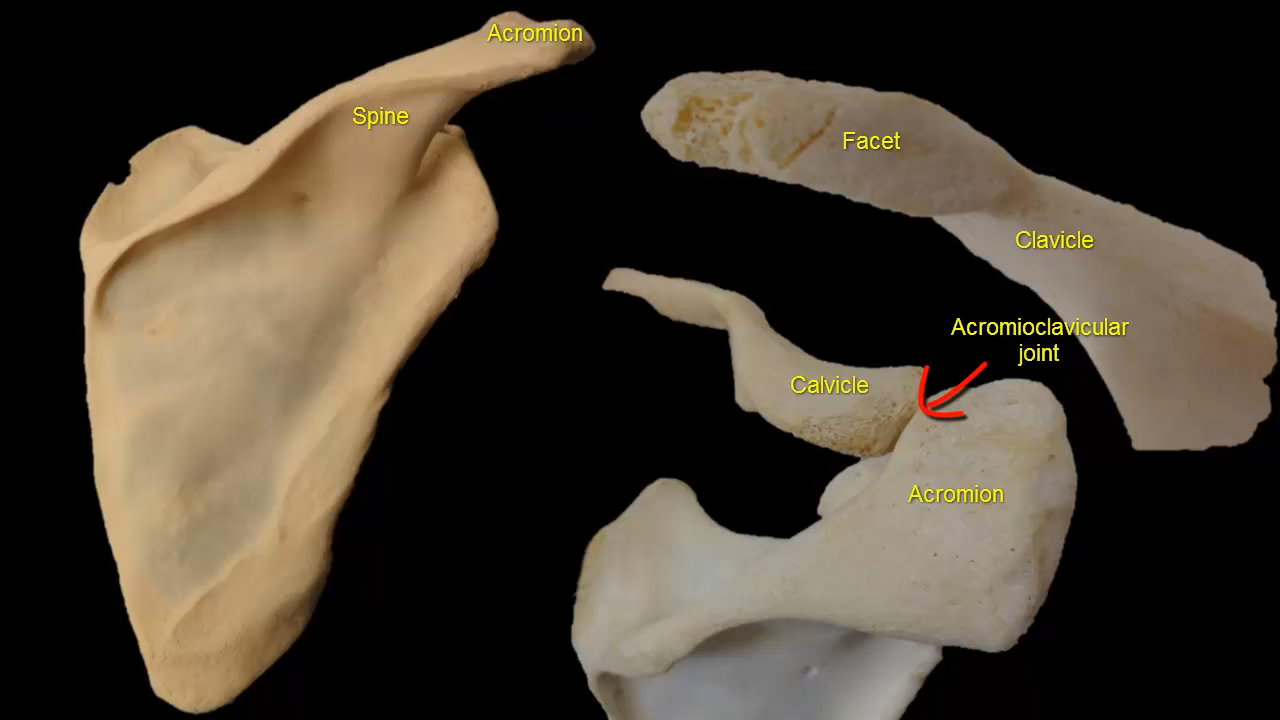 Acromion
Spine
Facet
Clavicle
Acromioclavicular
joint
Calvicle
Acromion